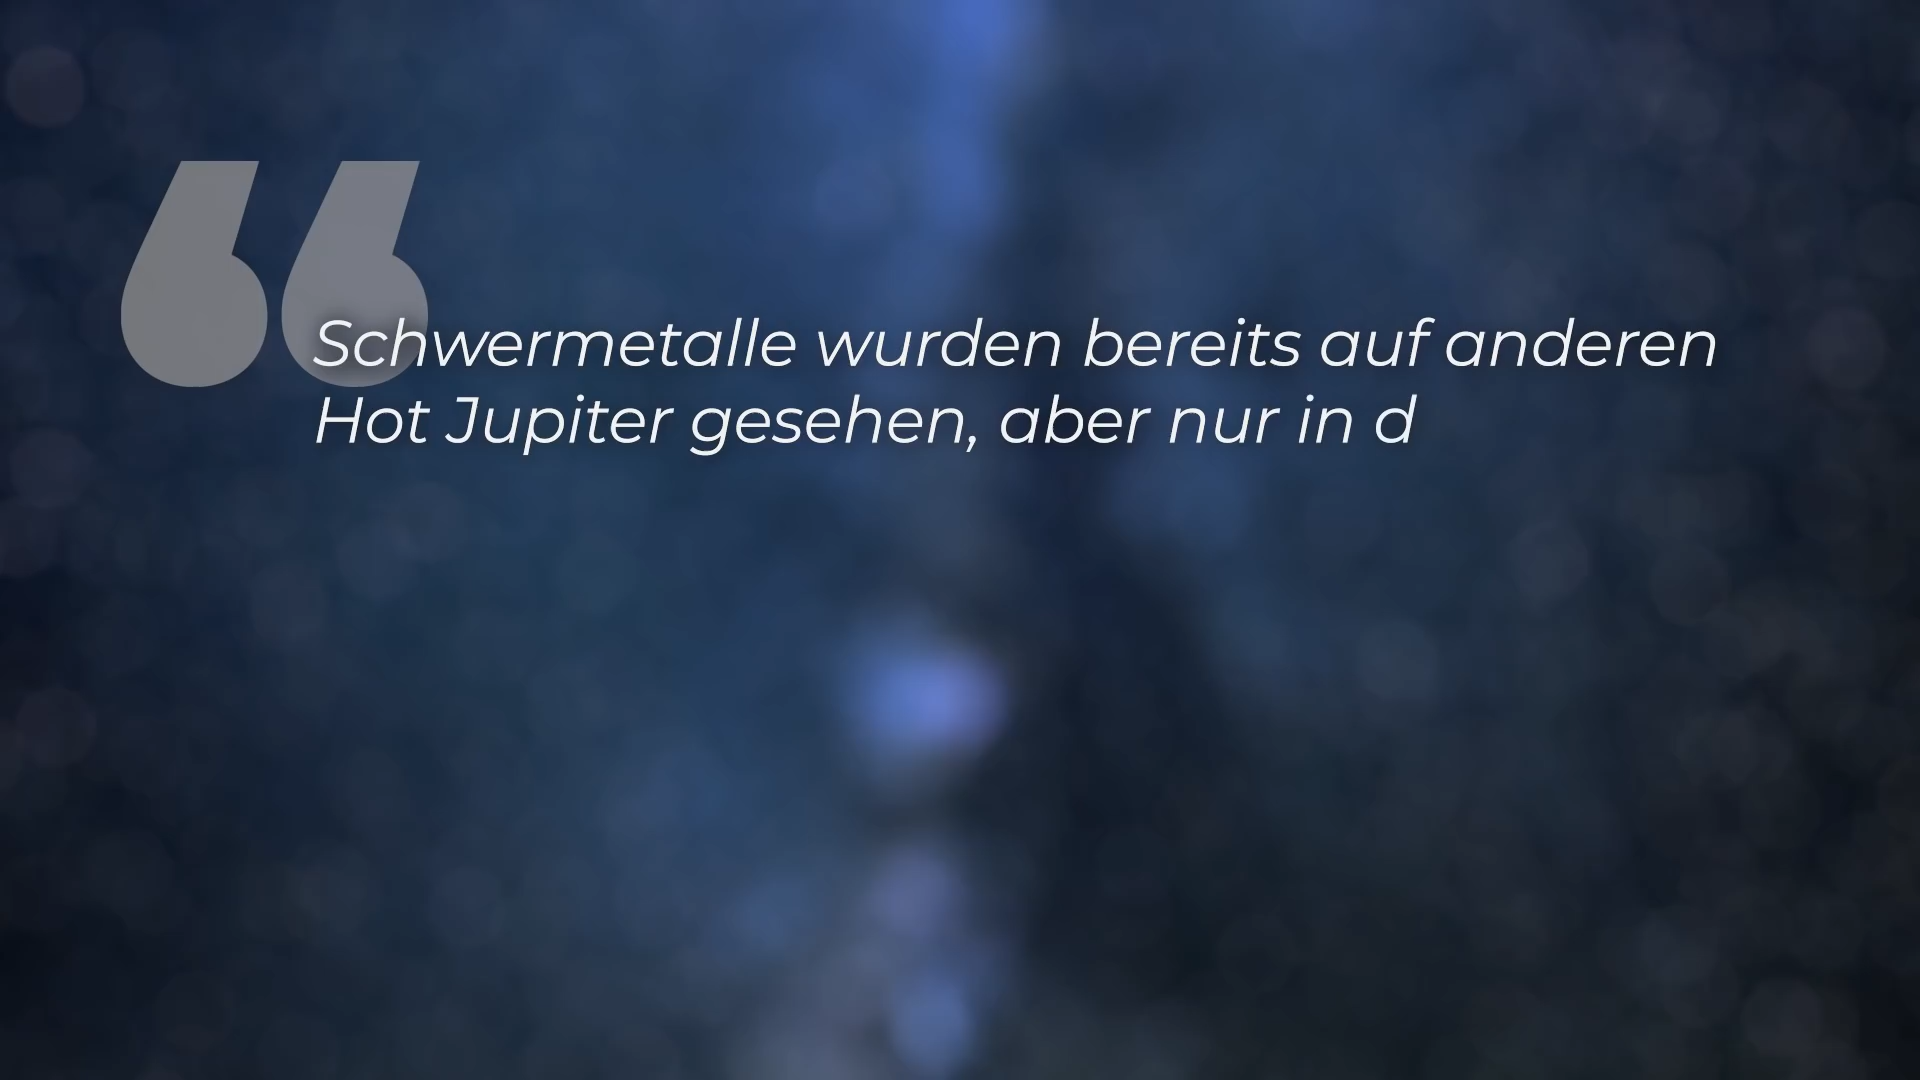 Schwermetalle wurden bereits auf anderen
Hot Jupiter gesehen, aber nur in d